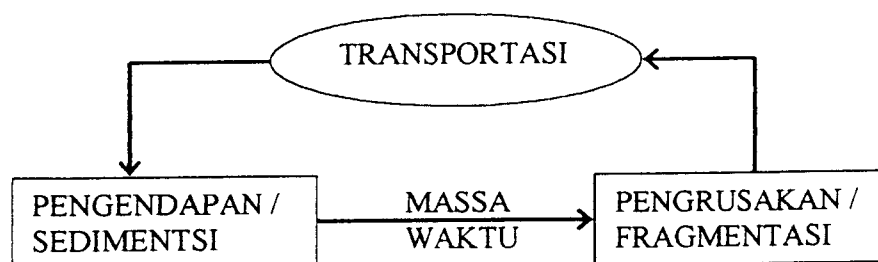 TRANSPORTASI
PENGENDAPAN /
SEDIMENTSI
MASSA
WAKTU
PENGRUSAKAN /
FRAGMENTASI